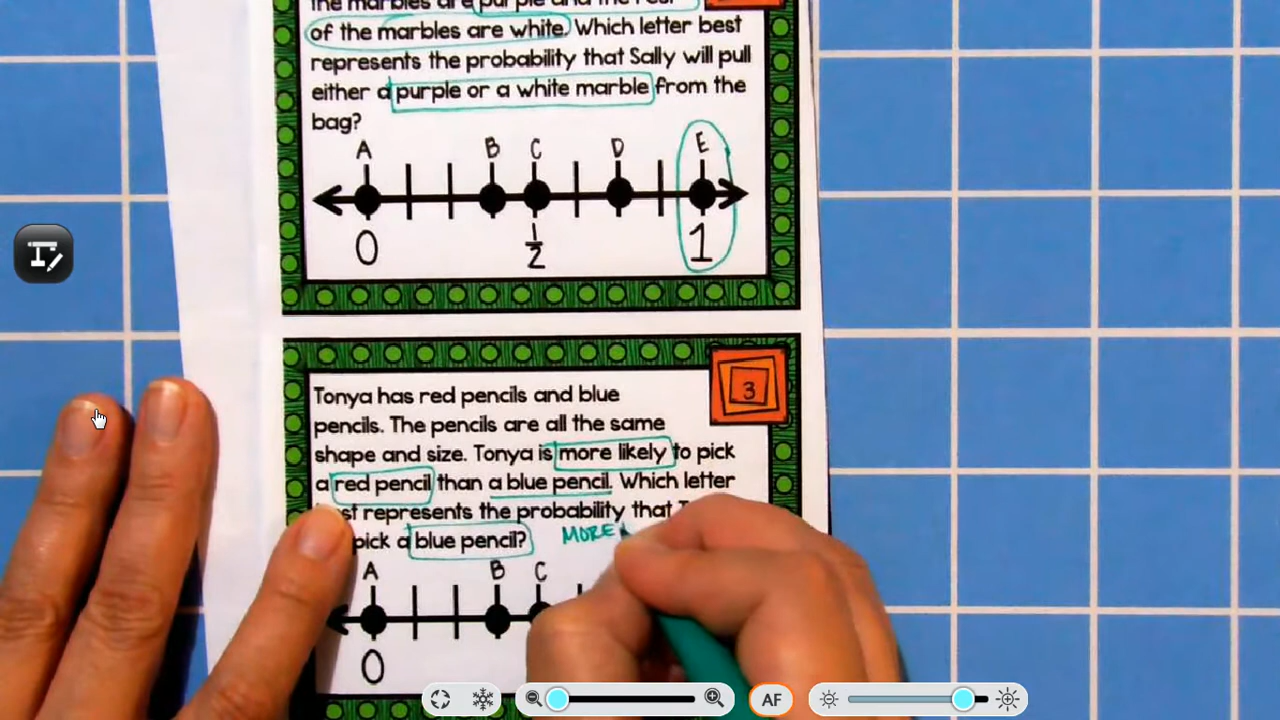 the marbles are purple and the rest
of the marbles are white. Which letter best
represents the probability that Sally will pull
either a purple or a white marble from the
bag?
A B C D E
0 1/2 1
3
Tonya has red pencils and blue
pencils. The pencils are all the same
shape and size. Tonya is more likely to pick
a red pencil than a blue pencil. Which letter
represents the probability that
pick a blue pencil?
MORE
A B C
0
AF